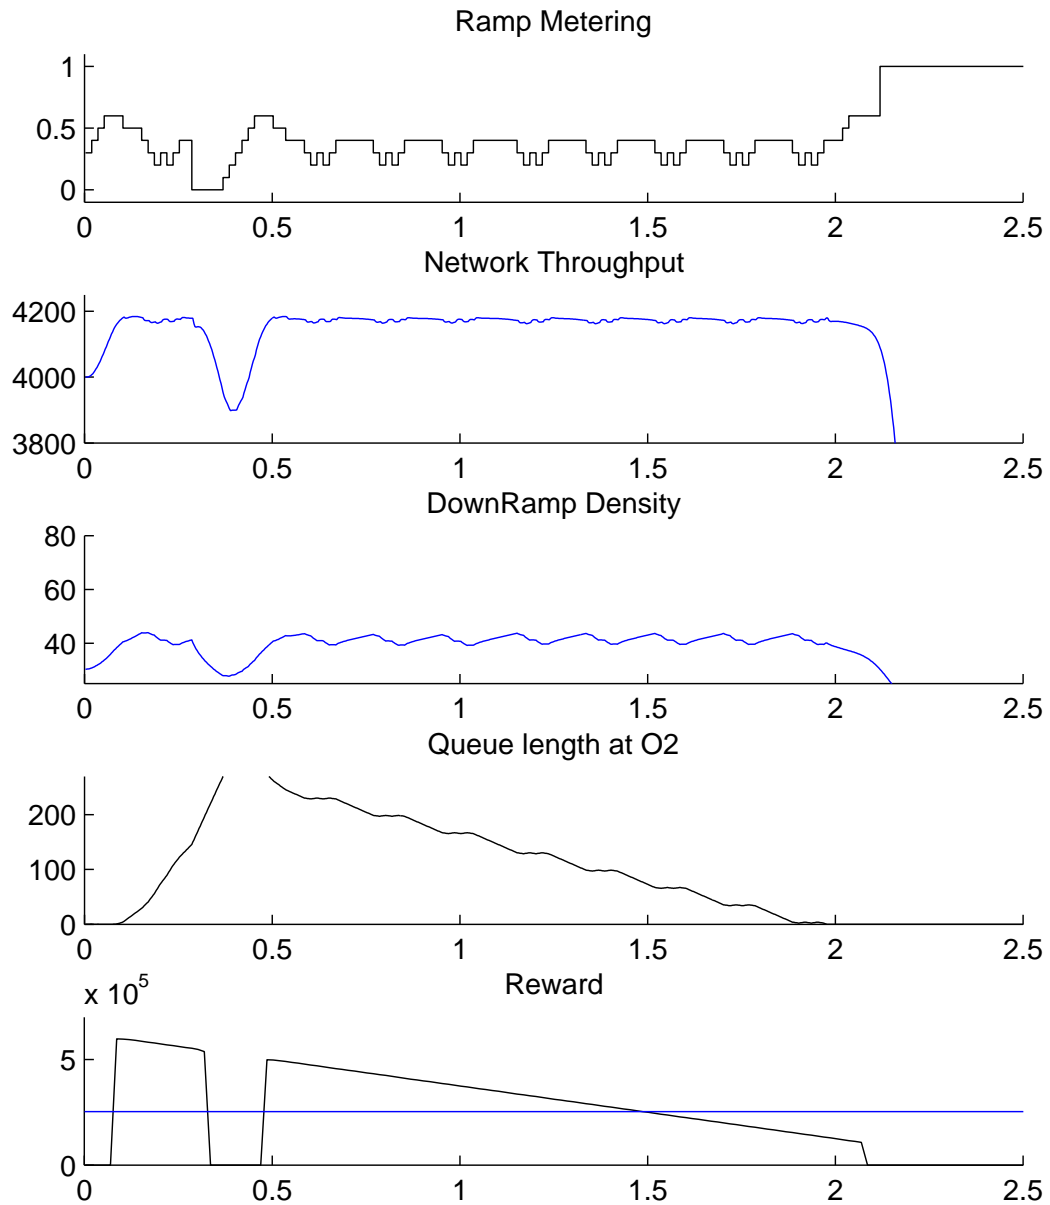 Ramp Metering
1
0.5
0
0 0.5 1 1.5 2 2.5
Network Throughput
4200
4000
3800
0 0.5 1 1.5 2 2.5
DownRamp Density
80
60
40
0 0.5 1 1.5 2 2.5
Queue length at O2
200
100
0
0 0.5 1 1.5 2 2.5
Reward
x 10^5
5
0
0 0.5 1 1.5 2 2.5